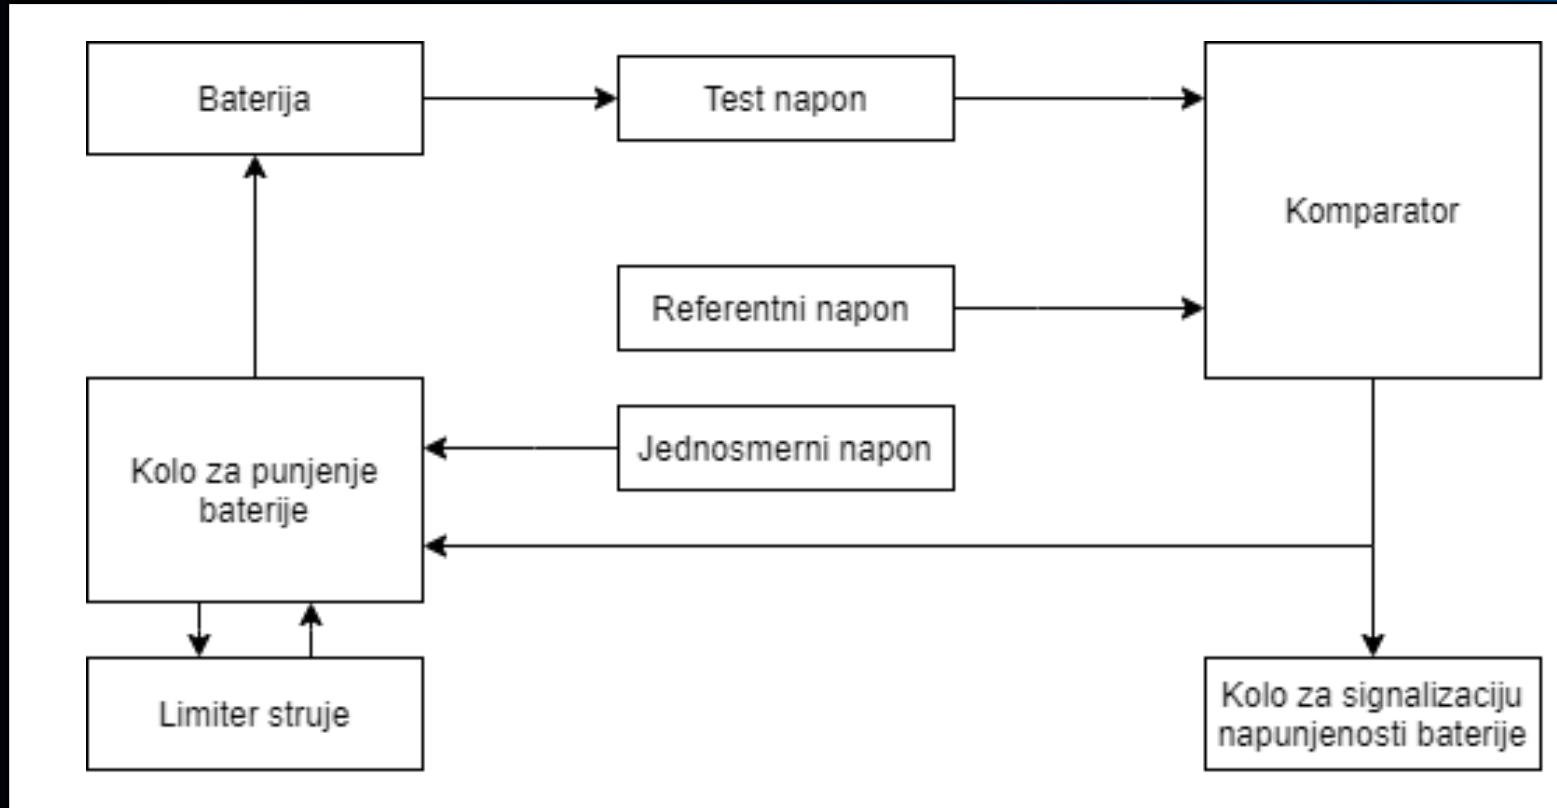 Baterija
Test napon
Komparator
Referentni napon
Jednosmerni napon
Kolo za punjenje
baterije
Limiter struje
Kolo za signalizaciju
napunjenosti baterije